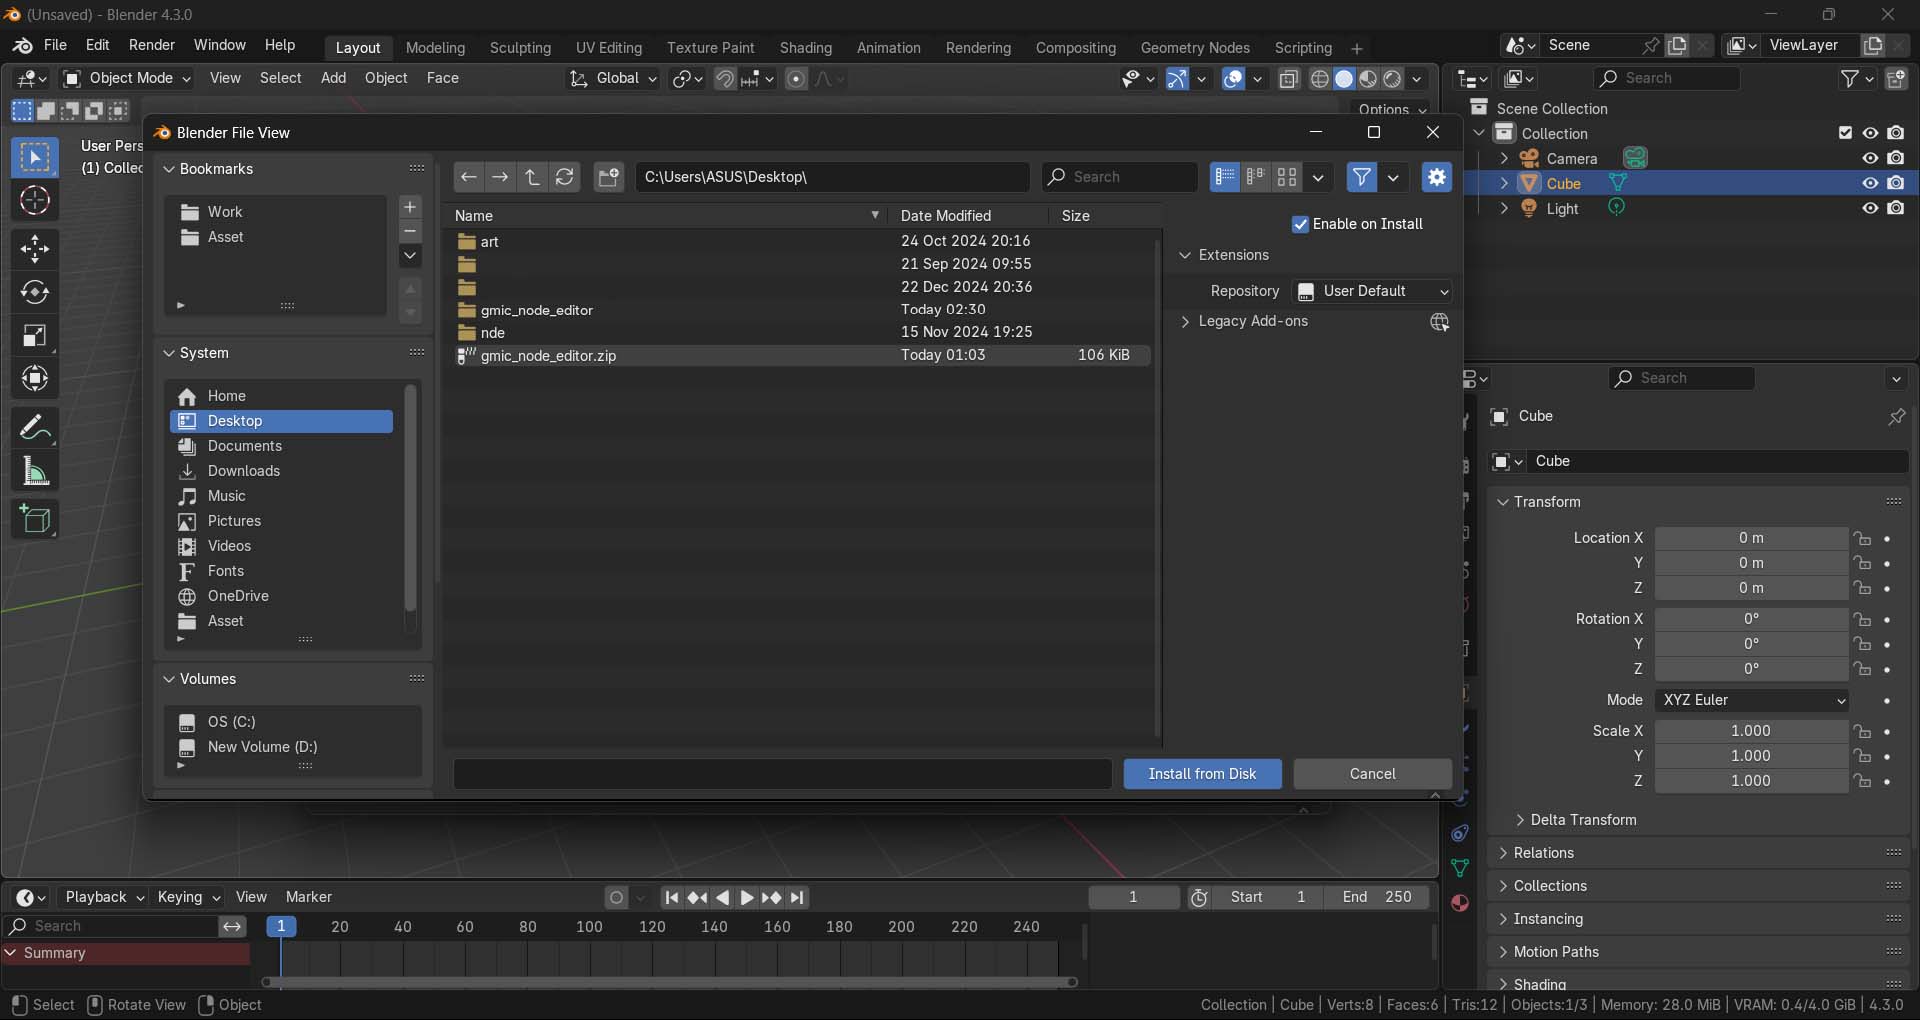 (Unsaved) - Blender 4.3.0
File Edit Render Window Help Layout Modeling Sculpting UV Editing Texture Paint Shading Animation Rendering Compositing Geometry Nodes Scripting + Scene ViewLayer
Object Mode View Select Add Object Face Global Search
Options
User Pers
(1) Collec
Blender File View
Bookmarks
Work
Asset
System
Home
Desktop
Documents
Downloads
Music
Pictures
Videos
Fonts
OneDrive
Asset
Volumes
OS (C:)
New Volume (D:)
C:\Users\ASUS\Desktop\ Search
Name Date Modified Size
art 24 Oct 2024 20:16
21 Sep 2024 09:55
22 Dec 2024 20:36
gmic_node_editor Today 02:30
nde 15 Nov 2024 19:25
gmic_node_editor.zip Today 01:03 106 KiB
Enable on Install
Extensions
Repository User Default
Legacy Add-ons
Install from Disk Cancel
Scene Collection
Collection
Camera
Cube
Light
Search
Cube
Cube
Transform
Location X 0 m
Y 0 m
Z 0 m
Rotation X 0°
Y 0°
Z 0°
Mode XYZ Euler
Scale X 1.000
Y 1.000
Z 1.000
Delta Transform
Relations
Collections
Instancing
Motion Paths
Shading
Playback Keying View Marker 1 Start 1 End 250
Search 1 20 40 60 80 100 120 140 160 180 200 220 240
Summary
Select Rotate View Object Collection | Cube | Verts:8 | Faces:6 | Tris:12 | Objects:1/3 | Memory: 28.0 MiB | VRAM: 0.4/4.0 GiB | 4.3.0